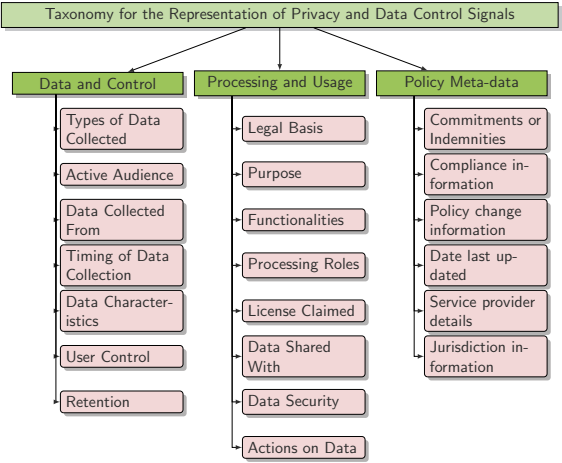 Taxonomy for the Representation of Privacy and Data Control Signals
Data and Control
Types of Data
Collected
Active Audience
Data Collected
From
Timing of Data
Collection
Data Character-
istics
User Control
Retention
Processing and Usage
Legal Basis
Purpose
Functionalities
Processing Roles
License Claimed
Data Shared
With
Data Security
Actions on Data
Policy Meta-data
Commitments or
Indemnities
Compliance in-
formation
Policy change
information
Date last up-
dated
Service provider
details
Jurisdiction in-
formation